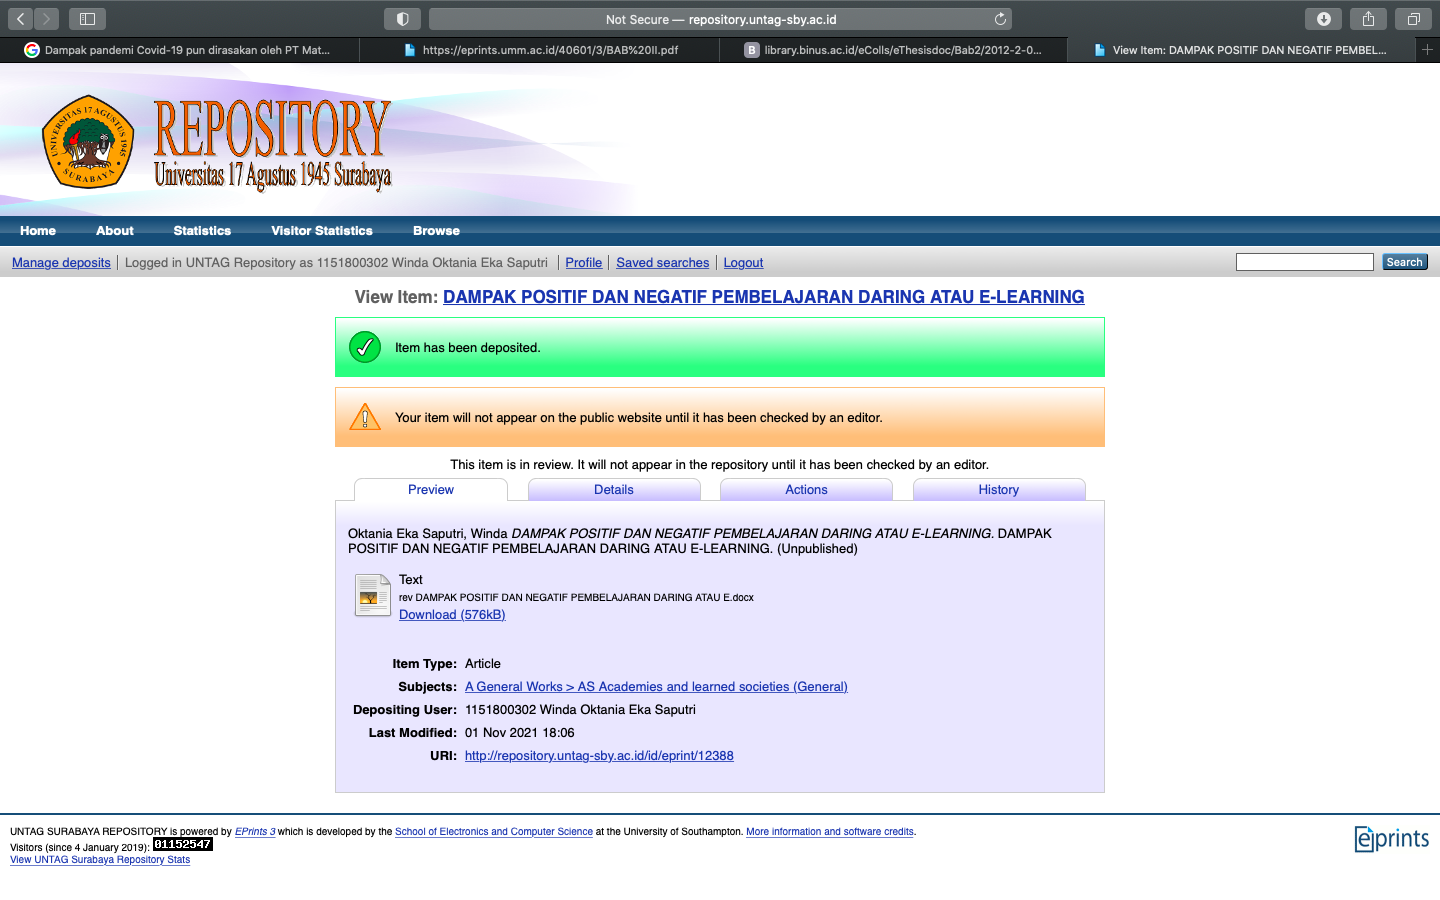 Not Secure — repository.untag-sby.ac.id
Dampak pandemi Covid-19 pun dirasakan oleh PT Mat...
https://eprints.umm.ac.id/40601/3/BAB%20II.pdf
library.binus.ac.id/eColls/eThesisdoc/Bab2/2012-2-0...
View Item: DAMPAK POSITIF DAN NEGATIF PEMBEL...
UNIVERSITAS 17 AGUSTUS 1945
SURABAYA
REPOSITORY
Universitas 17 Agustus 1945 Surabaya
Home About Statistics Visitor Statistics Browse
Manage deposits | Logged in UNTAG Repository as 1151800302 Winda Oktania Eka Saputri | Profile | Saved searches | Logout Search
View Item: DAMPAK POSITIF DAN NEGATIF PEMBELAJARAN DARING ATAU E-LEARNING
Item has been deposited.
Your item will not appear on the public website until it has been checked by an editor.
This item is in review. It will not appear in the repository until it has been checked by an editor.
Preview Details Actions History
Oktania Eka Saputri, Winda DAMPAK POSITIF DAN NEGATIF PEMBELAJARAN DARING ATAU E-LEARNING. DAMPAK
POSITIF DAN NEGATIF PEMBELAJARAN DARING ATAU E-LEARNING. (Unpublished)
Text
rev DAMPAK POSITIF DAN NEGATIF PEMBELAJARAN DARING ATAU E.docx
Download (576kB)
Item Type: Article
Subjects: A General Works > AS Academies and learned societies (General)
Depositing User: 1151800302 Winda Oktania Eka Saputri
Last Modified: 01 Nov 2021 18:06
URI: http://repository.untag-sby.ac.id/id/eprint/12388
UNTAG SURABAYA REPOSITORY is powered by EPrints 3 which is developed by the School of Electronics and Computer Science at the University of Southampton. More information and software credits.
Visitors (since 4 January 2019): 01152547
View UNTAG Surabaya Repository Stats
eprints